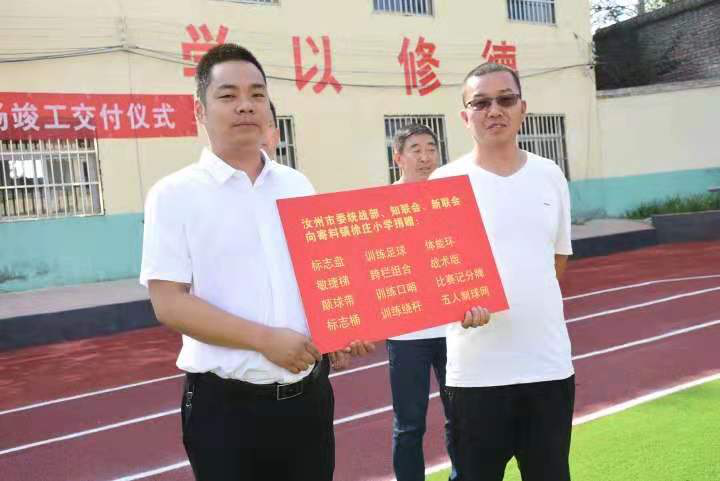 学以修德
场竣工交付仪式
汝州市委统战部、知联会、新联会
向寄料镇徐庄小学捐赠：
标志盘 训练足球 体能环
敏捷梯 跨栏组合 战术版
颠球带 训练口哨 比赛记分牌
标志桶 训练绕杆 五人制球网